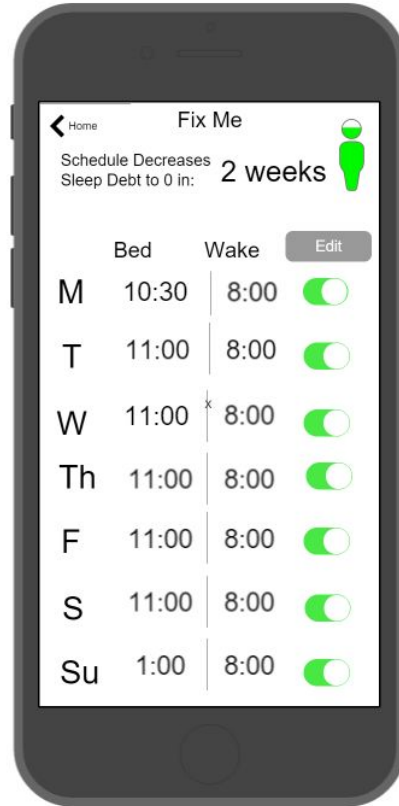 Home
Fix Me
Schedule Decreases
Sleep Debt to 0 in:
2 weeks
Bed Wake Edit
M 10:30 8:00
T 11:00 8:00
W 11:00 x 8:00
Th 11:00 8:00
F 11:00 8:00
S 11:00 8:00
Su 1:00 8:00